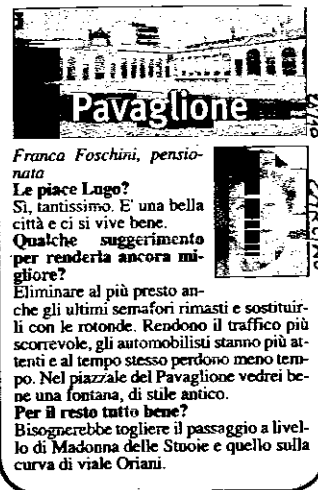 Pavaglione
Franca Foschini, pensio-
nata
Le piace Lugo?
Sì, tantissimo. E' una bella
città e ci si vive bene.
Qualche suggerimento
per renderla ancora mi-
gliore?
Eliminare al più presto an-
che gli ultimi semafori rimasti e sostituir-
li con le rotonde. Rendono il traffico più
scorrevole, gli automobilisti stanno più at-
tenti e al tempo stesso perdono meno tem-
po. Nel piazzale del Pavaglione vedrei be-
ne una fontana, di stile antico.
Per il resto tutto bene?
Bisognerebbe togliere il passaggio a livel-
lo di Madonna delle Stuoie e quello sulla
curva di viale Oriani.